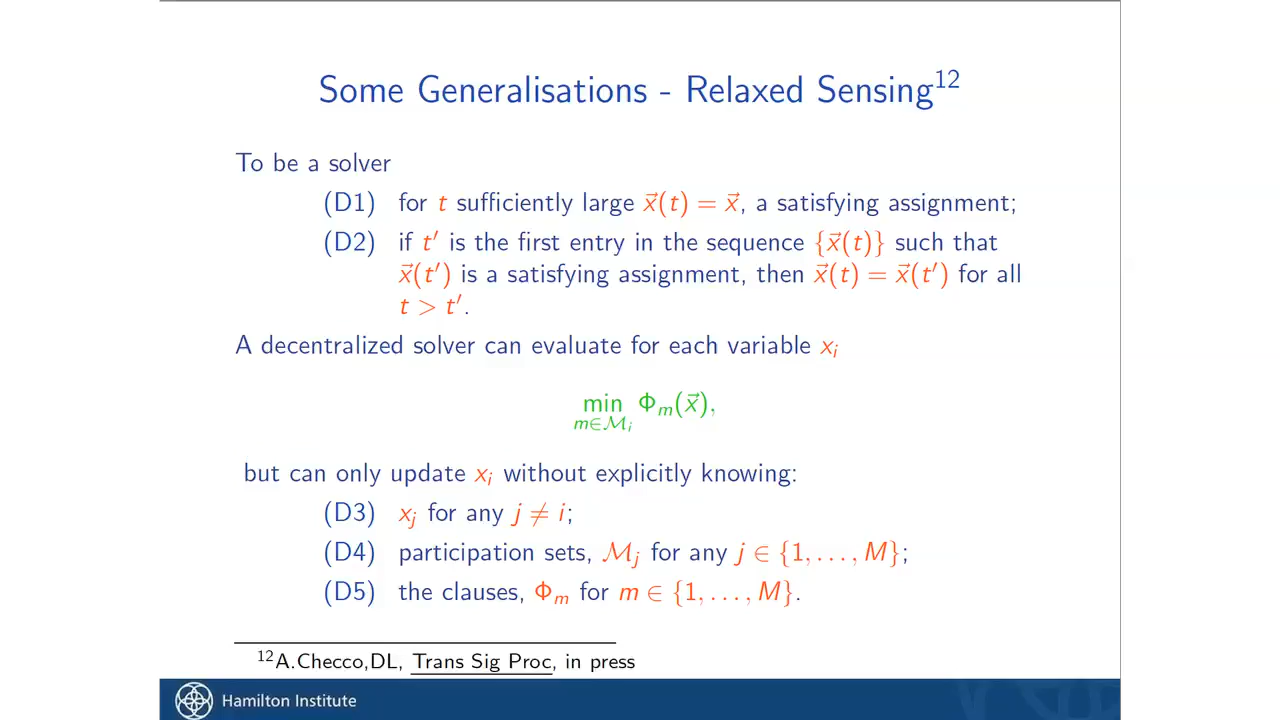 Some Generalisations - Relaxed Sensing¹²
To be a solver
(D1) for t sufficiently large x⃗(t) = x⃗, a satisfying assignment;
(D2) if t′ is the first entry in the sequence {x⃗(t)} such that
x⃗(t′) is a satisfying assignment, then x⃗(t) = x⃗(t′) for all
t > t′.
A decentralized solver can evaluate for each variable xᵢ
min Φₘ(x⃗),
m∈ℳᵢ
but can only update xᵢ without explicitly knowing:
(D3) xⱼ for any j ≠ i;
(D4) participation sets, ℳⱼ for any j ∈ {1, . . . , M};
(D5) the clauses, Φₘ for m ∈ {1, . . . , M}.
¹²A.Checco,DL, Trans Sig Proc, in press
Hamilton Institute